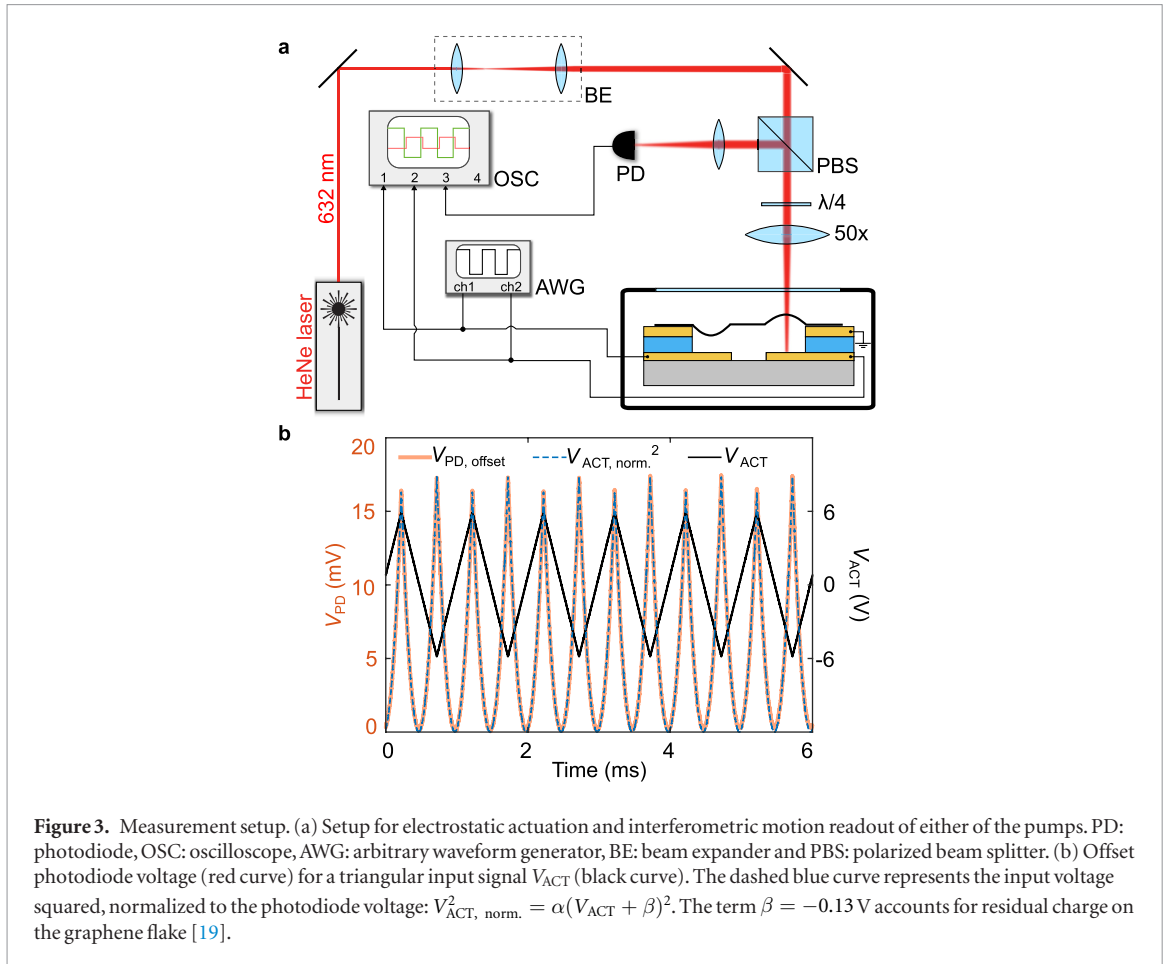 a
BE
632 nm
1 2 3 4
OSC
PD
PBS
λ/4
50x
ch1 ch2
AWG
HeNe laser
b
V_PD, offset V_ACT, norm.² V_ACT
20
15
10
5
0
V_PD (mV)
6
0
-6
V_ACT (V)
0 2 4 6
Time (ms)
Figure 3. Measurement setup. (a) Setup for electrostatic actuation and interferometric motion readout of either of the pumps. PD:
photodiode, OSC: oscilloscope, AWG: arbitrary waveform generator, BE: beam expander and PBS: polarized beam splitter. (b) Offset
photodiode voltage (red curve) for a triangular input signal V_ACT (black curve). The dashed blue curve represents the input voltage
squared, normalized to the photodiode voltage: V²_ACT, norm. = α(V_ACT + β)². The term β = −0.13 V accounts for residual charge on
the graphene flake [19].